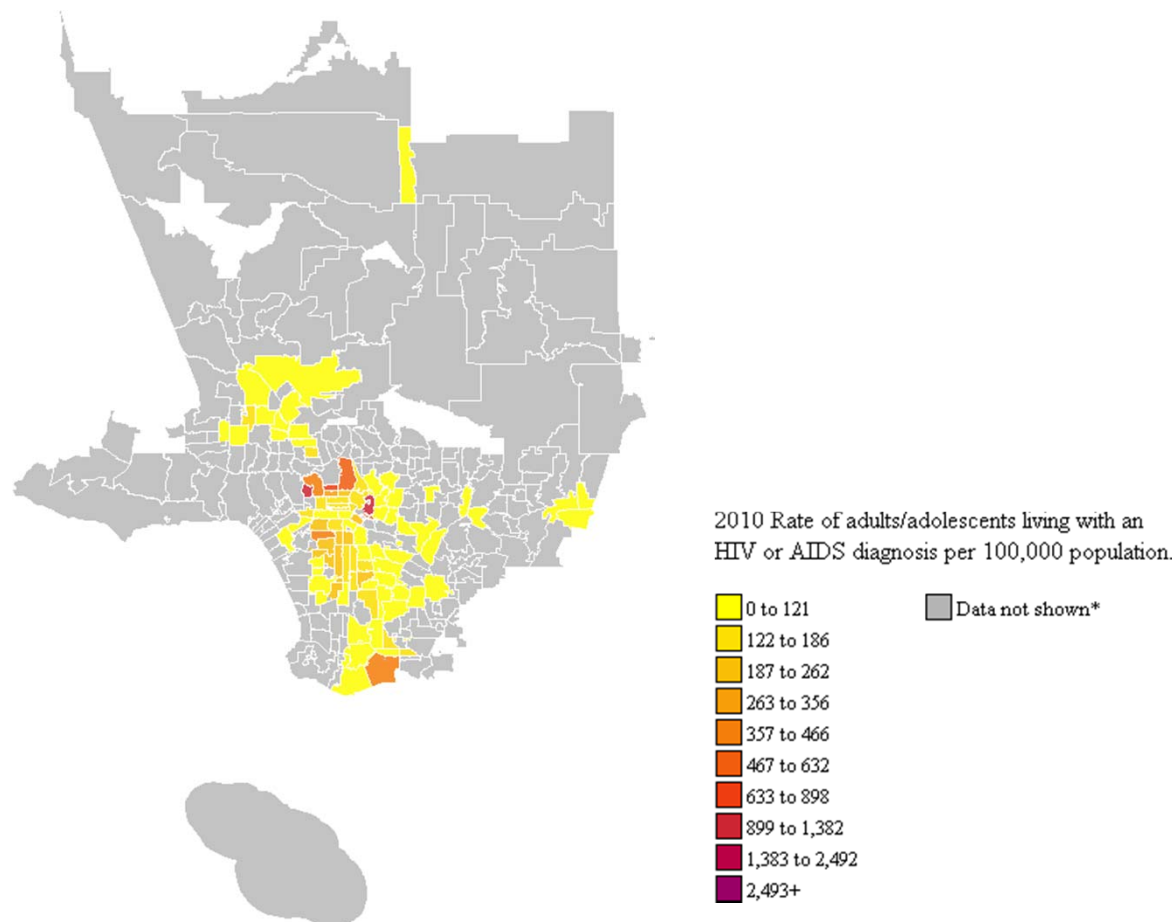 2010 Rate of adults/adolescents living with an
HIV or AIDS diagnosis per 100,000 population.
0 to 121
122 to 186
187 to 262
263 to 356
357 to 466
467 to 632
633 to 898
899 to 1,382
1,383 to 2,492
2,493+
Data not shown*